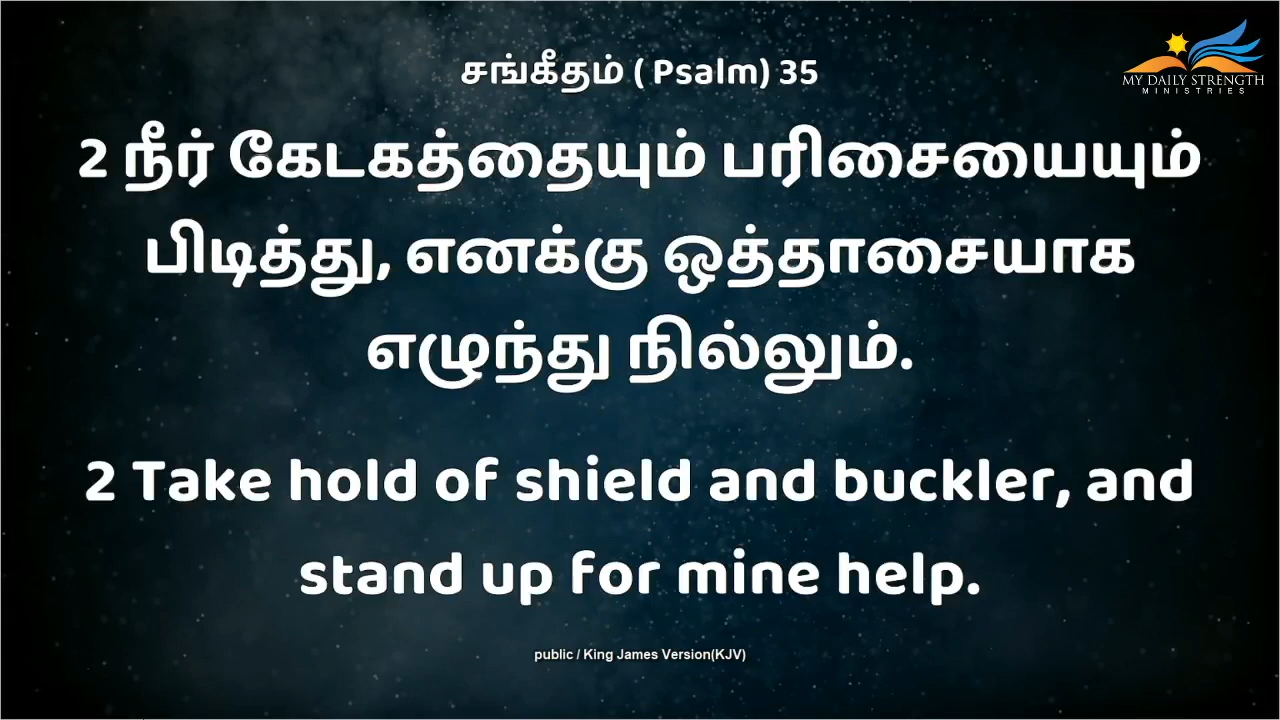 சங்கீதம் ( Psalm) 35
MY DAILY STRENGTH
MINISTRIES
2 நீர் கேடகத்தையும் பரிசையையும்
பிடித்து, எனக்கு ஒத்தாசையாக
எழுந்து நில்லும்.
2 Take hold of shield and buckler, and
stand up for mine help.
public / King James Version(KJV)